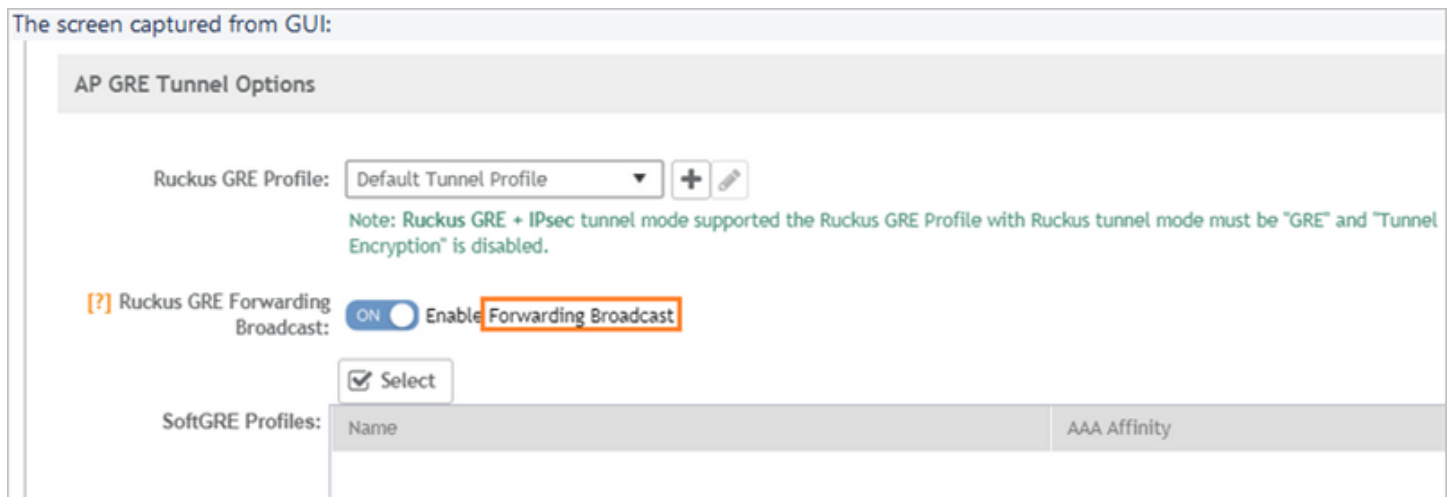 The screen captured from GUI:
AP GRE Tunnel Options
Ruckus GRE Profile: Default Tunnel Profile
Note: Ruckus GRE + IPsec tunnel mode supported the Ruckus GRE Profile with Ruckus tunnel mode must be "GRE" and "Tunnel
Encryption" is disabled.
[?] Ruckus GRE Forwarding
Broadcast: ON Enable Forwarding Broadcast
Select
SoftGRE Profiles: Name AAA Affinity